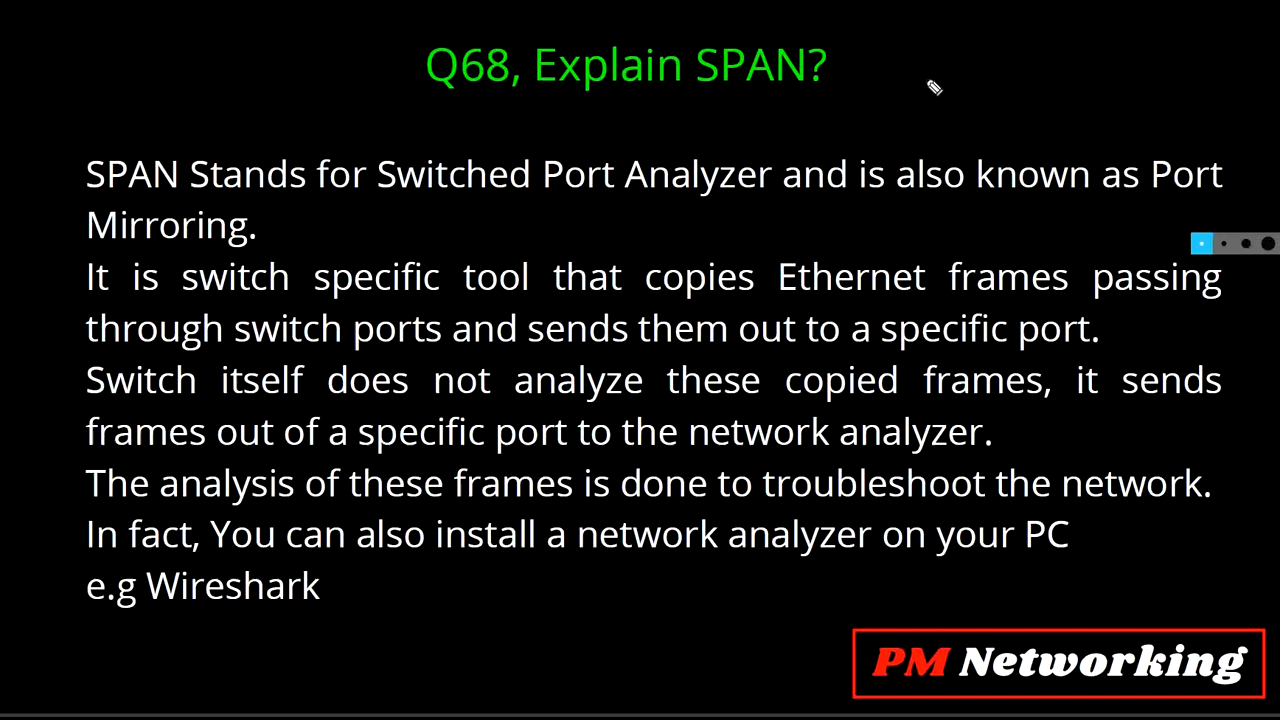 Q68, Explain SPAN?
SPAN Stands for Switched Port Analyzer and is also known as Port
Mirroring.
It is switch specific tool that copies Ethernet frames passing
through switch ports and sends them out to a specific port.
Switch itself does not analyze these copied frames, it sends
frames out of a specific port to the network analyzer.
The analysis of these frames is done to troubleshoot the network.
In fact, You can also install a network analyzer on your PC
e.g Wireshark
PM Networking